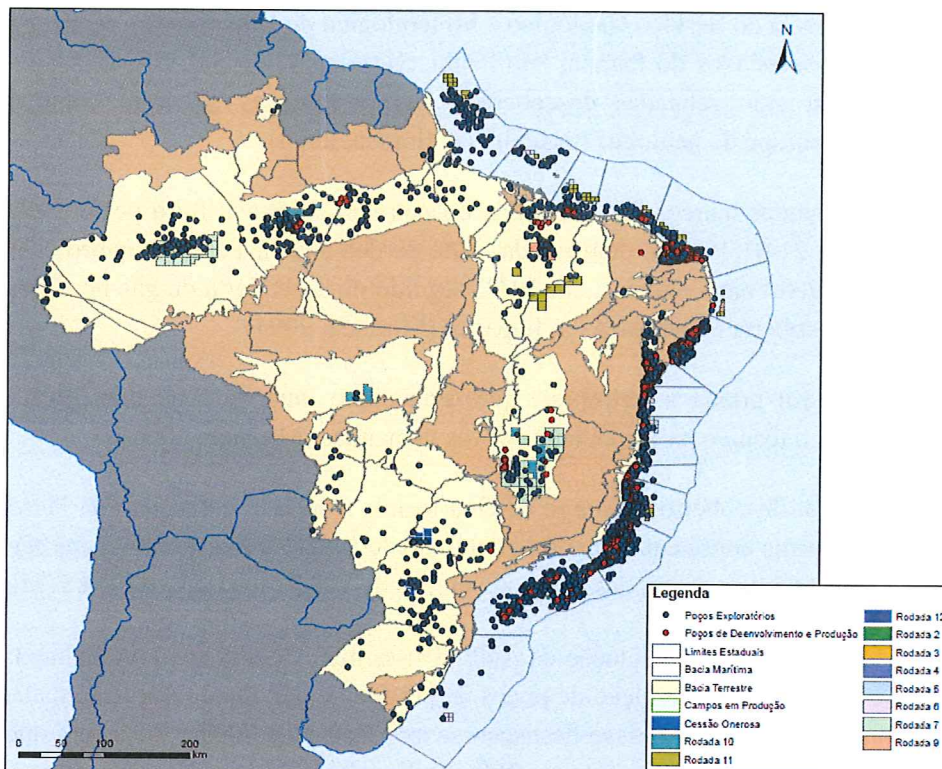 N
Legenda
Poços Exploratórios
Poços de Deenvolvimento e Produção
Limites Estaduais
Bacia Marítima
Bacia Terrestre
Campos em Produção
Cessão Onerosa
Rodada 10
Rodada 11
Rodada 12
Rodada 2
Rodada 3
Rodada 4
Rodada 5
Rodada 6
Rodada 7
Rodada 9
0 50 100 200
km